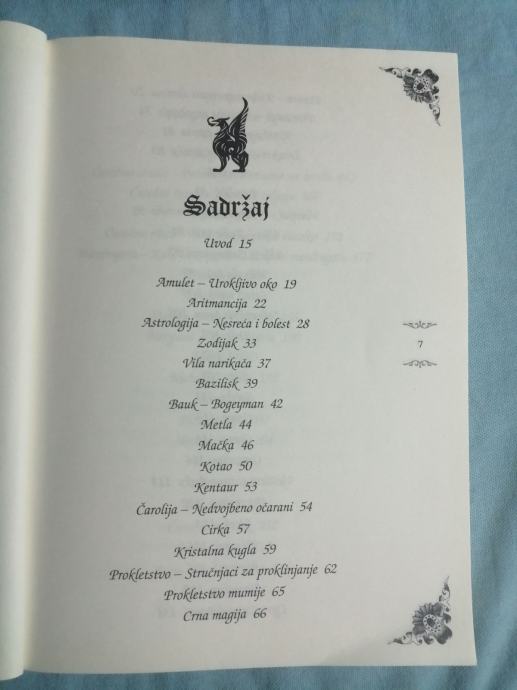 Sadržaj
Uvod 15
Amulet – Urokljivo oko 19
Aritmancija 22
Astrologija – Nesreća i bolest 28
Zodijak 33
7
Vila narikača 37
Bazilisk 39
Bauk – Bogeyman 42
Metla 44
Mačka 46
Kotao 50
Kentaur 53
Čarolija – Nedvojbeno očarani 54
Cirka 57
Kristalna kugla 59
Prokletstvo – Stručnjaci za proklinjanje 62
Prokletstvo mumije 65
Crna magija 66